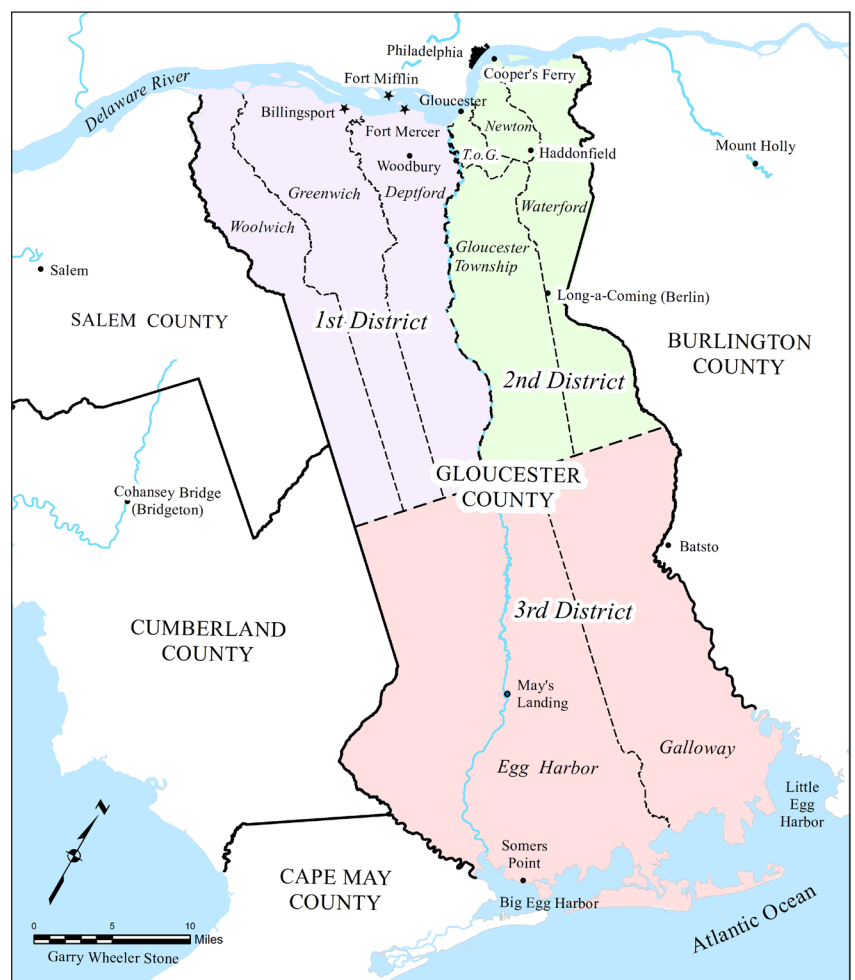 Philadelphia
Cooper's Ferry
Delaware River
Fort Mifflin
Billingsport
Gloucester
Fort Mercer
Newton
Mount Holly
T.o.G.
Haddonfield
Woodbury
Greenwich
Deptford
Waterford
Woolwich
Gloucester
Township
Salem
Long-a-Coming (Berlin)
SALEM COUNTY
1st District
BURLINGTON
COUNTY
2nd District
GLOUCESTER
COUNTY
Cohansey Bridge
(Bridgeton)
Batsto
3rd District
CUMBERLAND
COUNTY
May's
Landing
Galloway
Egg Harbor
Little
Egg
Harbor
N
Somers
Point
CAPE MAY
COUNTY
Big Egg Harbor
Atlantic Ocean
0 5 10
Miles
Garry Wheeler Stone